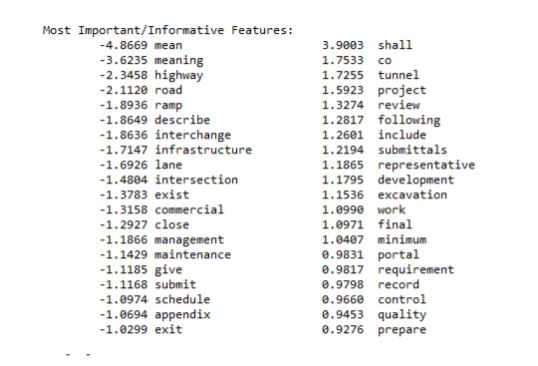 Most Important/Informative Features:
-4.8669 mean 3.9003 shall
-3.6235 meaning 1.7533 co
-2.3458 highway 1.7255 tunnel
-2.1120 road 1.5923 project
-1.8936 ramp 1.3274 review
-1.8649 describe 1.2817 following
-1.8636 interchange 1.2601 include
-1.7147 infrastructure 1.2194 submittals
-1.6926 lane 1.1865 representative
-1.4804 intersection 1.1795 development
-1.3783 exist 1.1536 excavation
-1.3158 commercial 1.0990 work
-1.2927 close 1.0971 final
-1.1866 management 1.0407 minimum
-1.1429 maintenance 0.9831 portal
-1.1185 give 0.9817 requirement
-1.1168 submit 0.9798 record
-1.0974 schedule 0.9660 control
-1.0694 appendix 0.9453 quality
-1.0299 exit 0.9276 prepare
- -